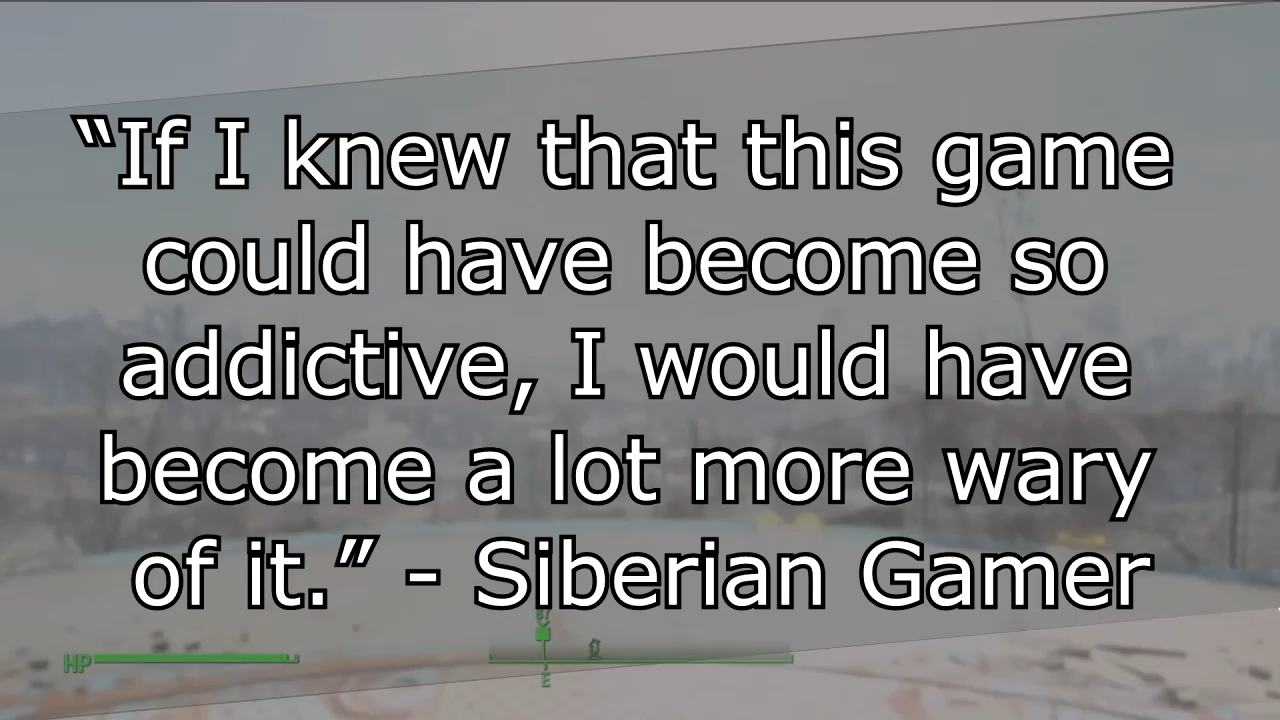 “If I knew that this game
could have become so
addictive, I would have
become a lot more wary
of it.” - Siberian Gamer
HP
E